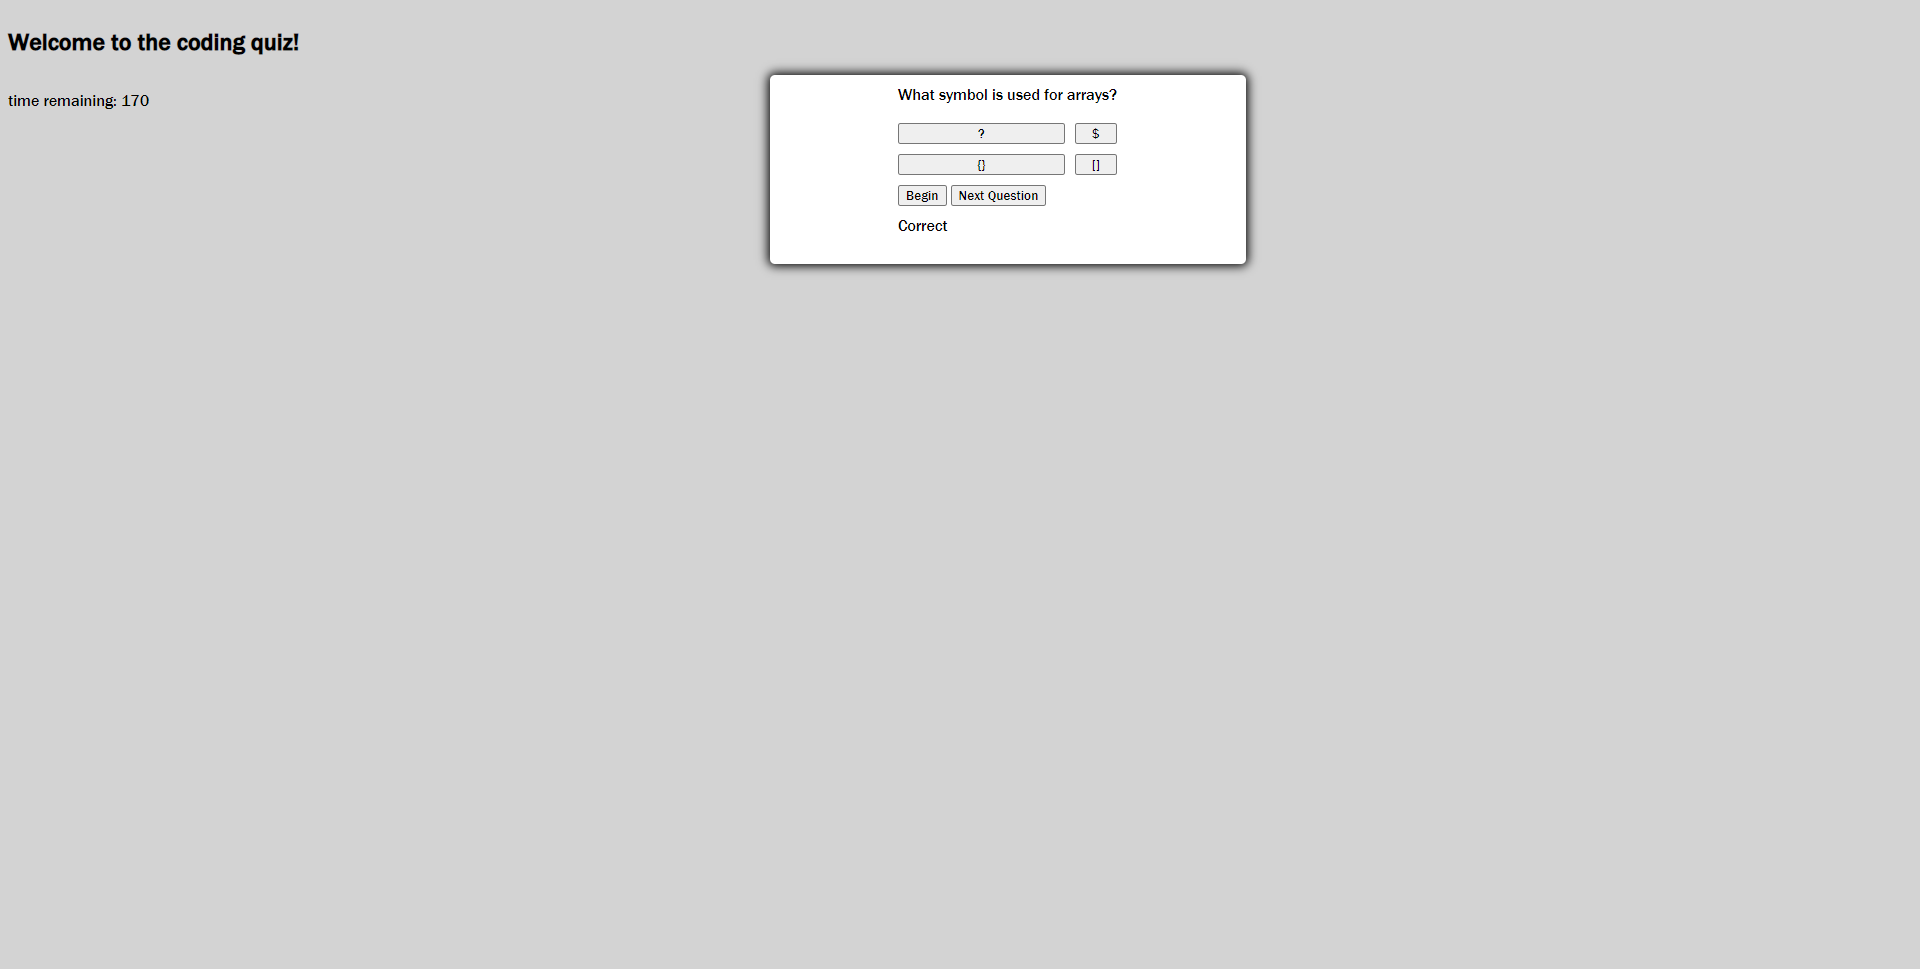 Welcome to the coding quiz!
time remaining: 170
What symbol is used for arrays?
? $
{} []
Begin Next Question
Correct